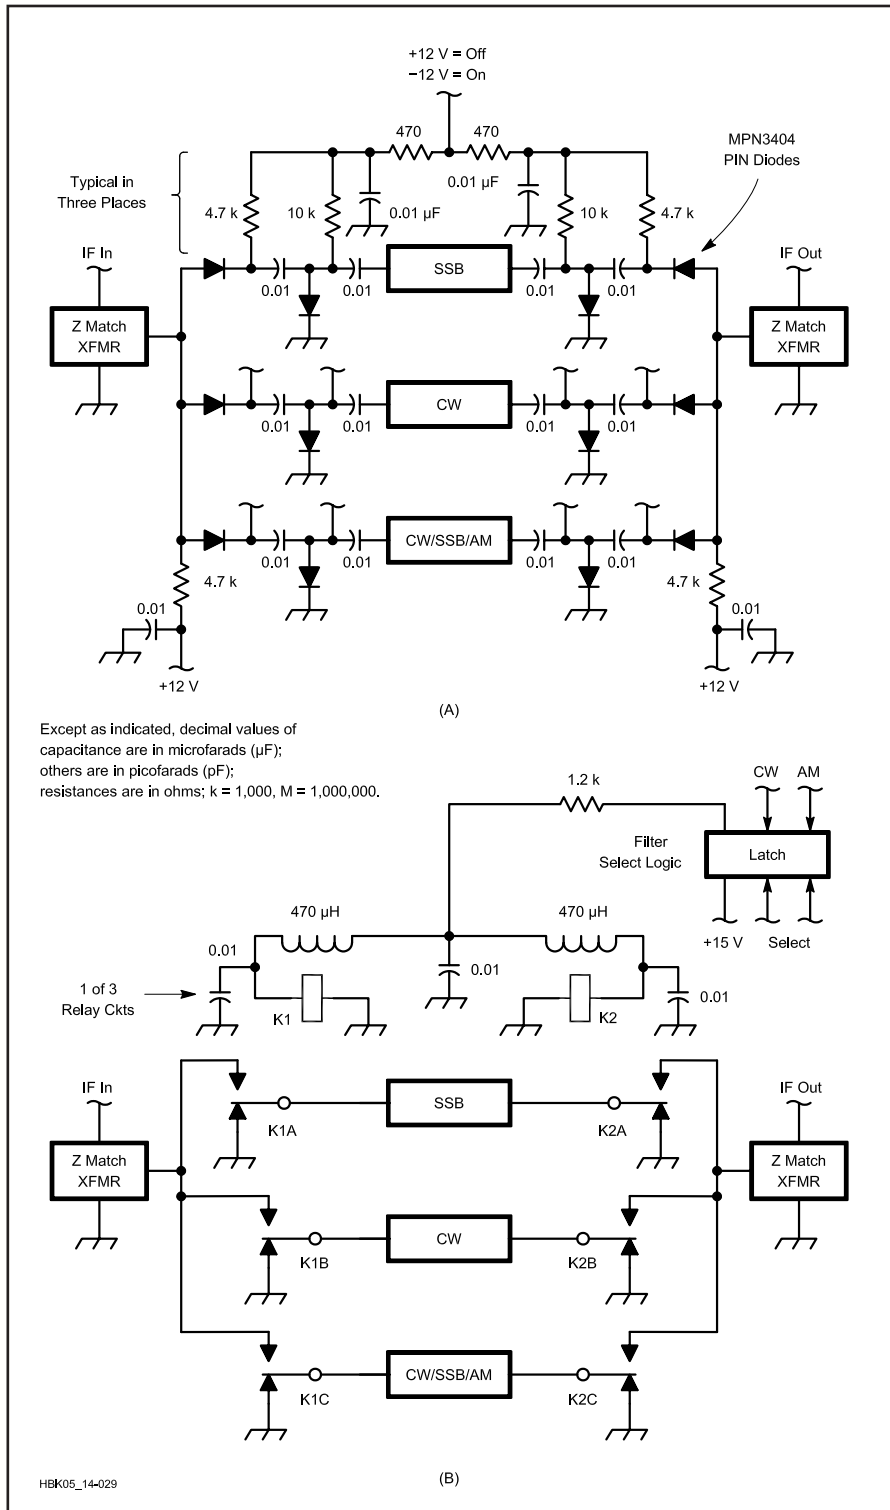 +12 V = Off
−12 V = On
470
470
MPN3404
PIN Diodes
Typical in
Three Places
0.01 µF
0.01 µF
4.7 k
10 k
10 k
4.7 k
IF In
SSB
IF Out
0.01
0.01
0.01
0.01
Z Match
XFMR
Z Match
XFMR
CW
0.01
0.01
0.01
0.01
CW/SSB/AM
0.01
0.01
0.01
0.01
4.7 k
4.7 k
0.01
0.01
+12 V
+12 V
(A)
Except as indicated, decimal values of
capacitance are in microfarads (µF);
others are in picofarads (pF);
resistances are in ohms; k = 1,000, M = 1,000,000.
1.2 k
CW
AM
Filter
Select Logic
Latch
470 µH
470 µH
+15 V
Select
0.01
0.01
0.01
1 of 3
Relay Ckts
K1
K2
IF In
SSB
IF Out
K1A
K2A
Z Match
XFMR
Z Match
XFMR
CW
K1B
K2B
CW/SSB/AM
K1C
K2C
HBK05_14-029
(B)